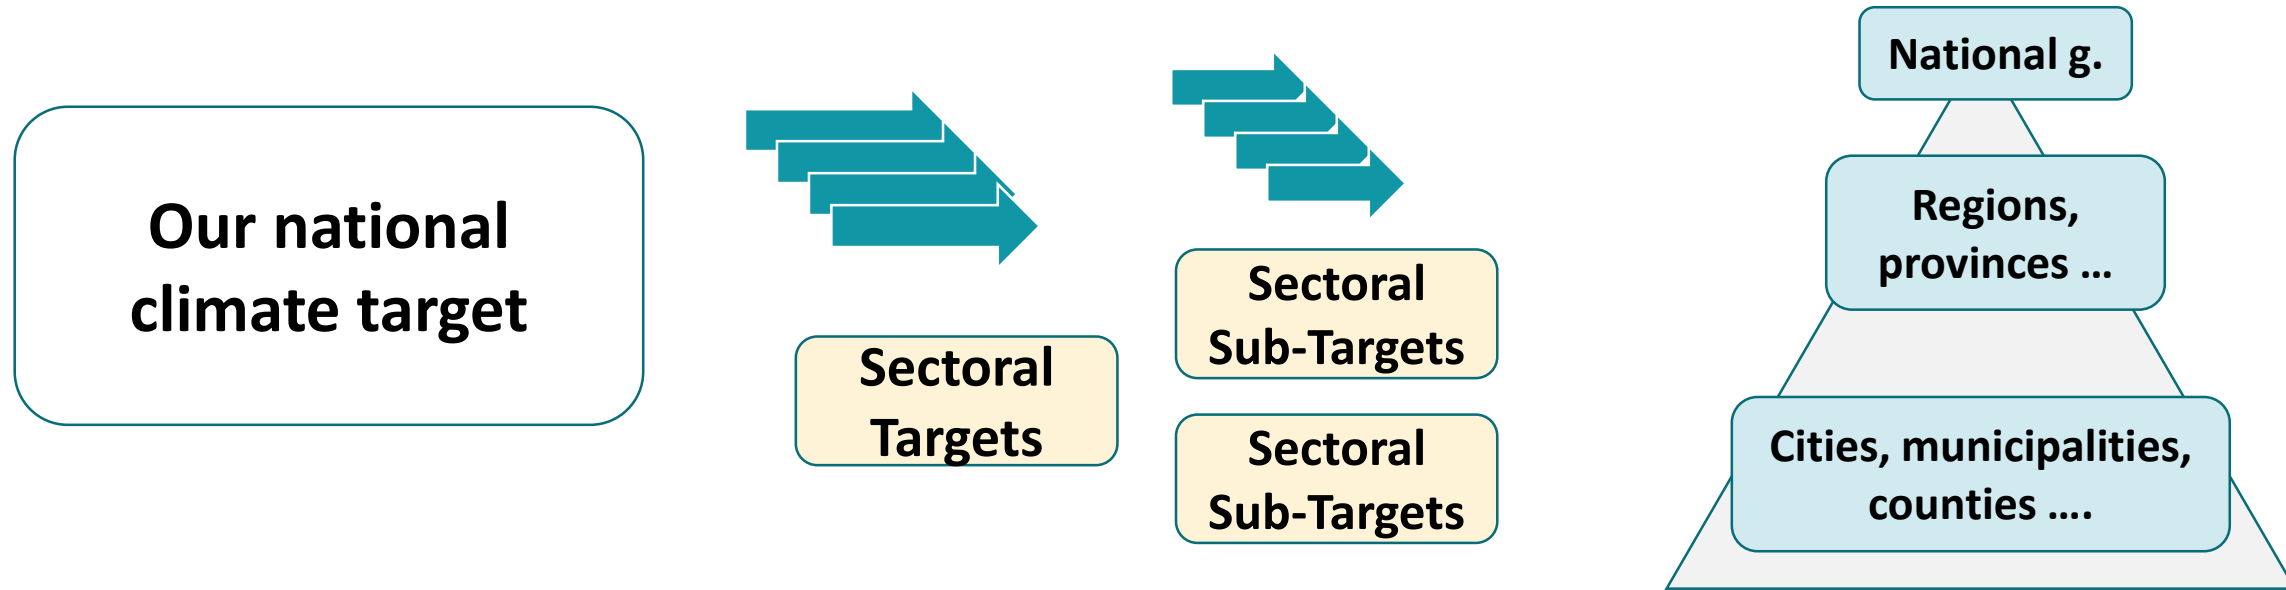 Our national
climate target
Sectoral
Targets
Sectoral
Sub-Targets
Sectoral
Sub-Targets
National g.
Regions,
provinces ...
Cities, municipalities,
counties ....